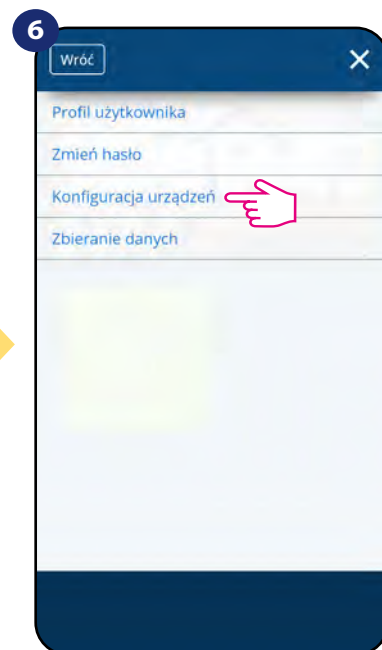 6
Wróć
Profil użytkownika
Zmień hasło
Konfiguracja urządzeń
Zbieranie danych